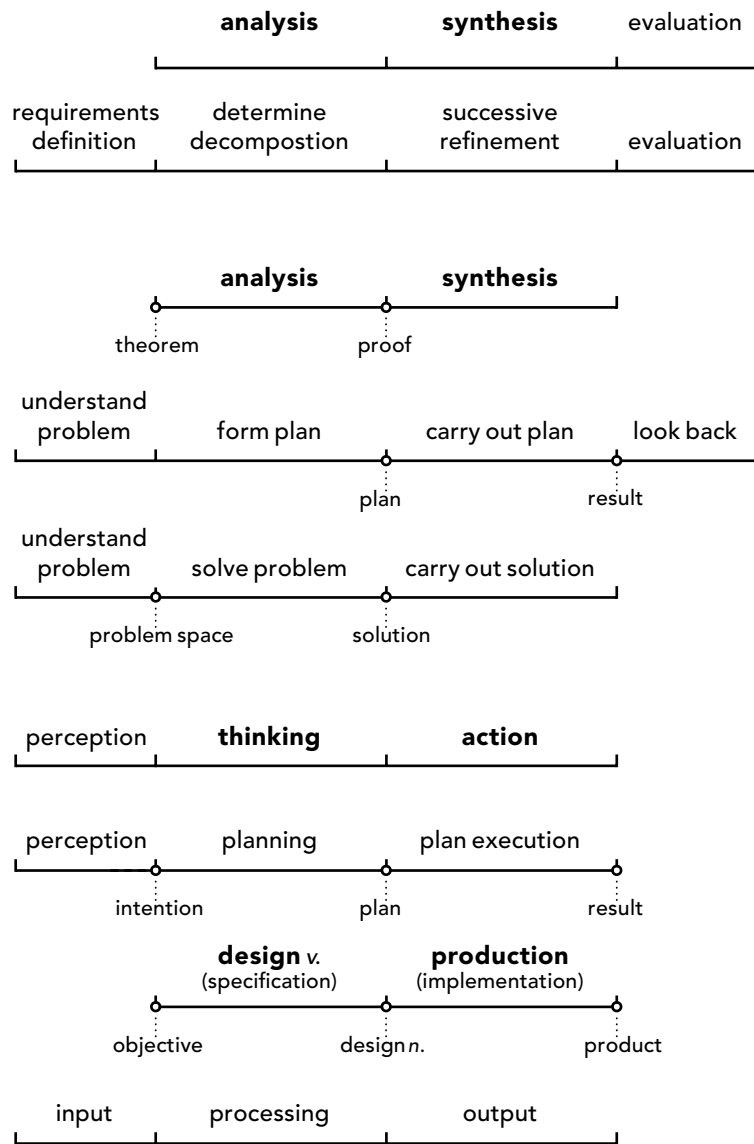 analysis synthesis evaluation
requirements determine successive
definition decompostion refinement evaluation
analysis synthesis
theorem proof
understand
problem form plan carry out plan look back
plan result
understand
problem solve problem carry out solution
problem space solution
perception thinking action
perception planning plan execution
intention plan result
design v. production
(specification) (implementation)
objective design n. product
input processing output